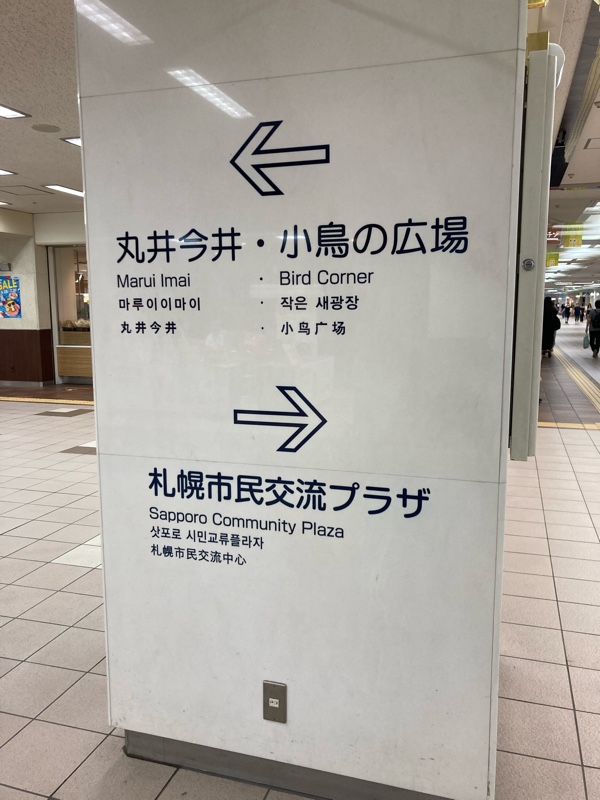 丸井今井・小鳥の広場
Marui Imai · Bird Corner
마루이이마이 · 작은 새광장
丸井今井 · 小鸟广场
札幌市民交流プラザ
Sapporo Community Plaza
삿포로 시민교류플라자
札幌市民交流中心
SALE